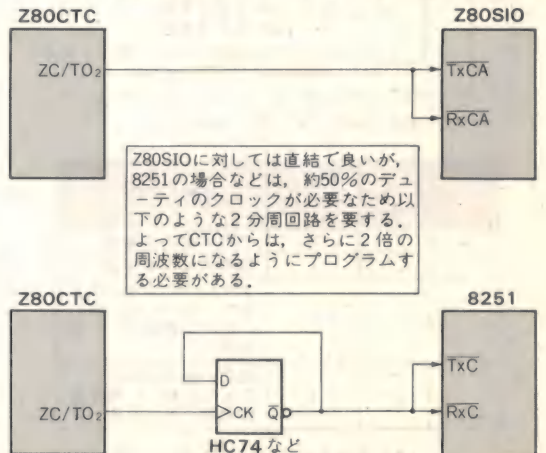 Z80CTC
Z80SIO
ZC/TO₂
T̅x̅C̅A̅
R̅x̅C̅A̅
Z80SIOに対しては直結で良いが,
8251の場合などは, 約50%のデュ
ーティのクロックが必要なため以
下のような2分周回路を要する.
よってCTCからは, さらに2倍の
周波数になるようにプログラムす
る必要がある.
Z80CTC
8251
D
T̅x̅C̅
ZC/TO₂
>CK
Q̅
R̅x̅C̅
HC74など